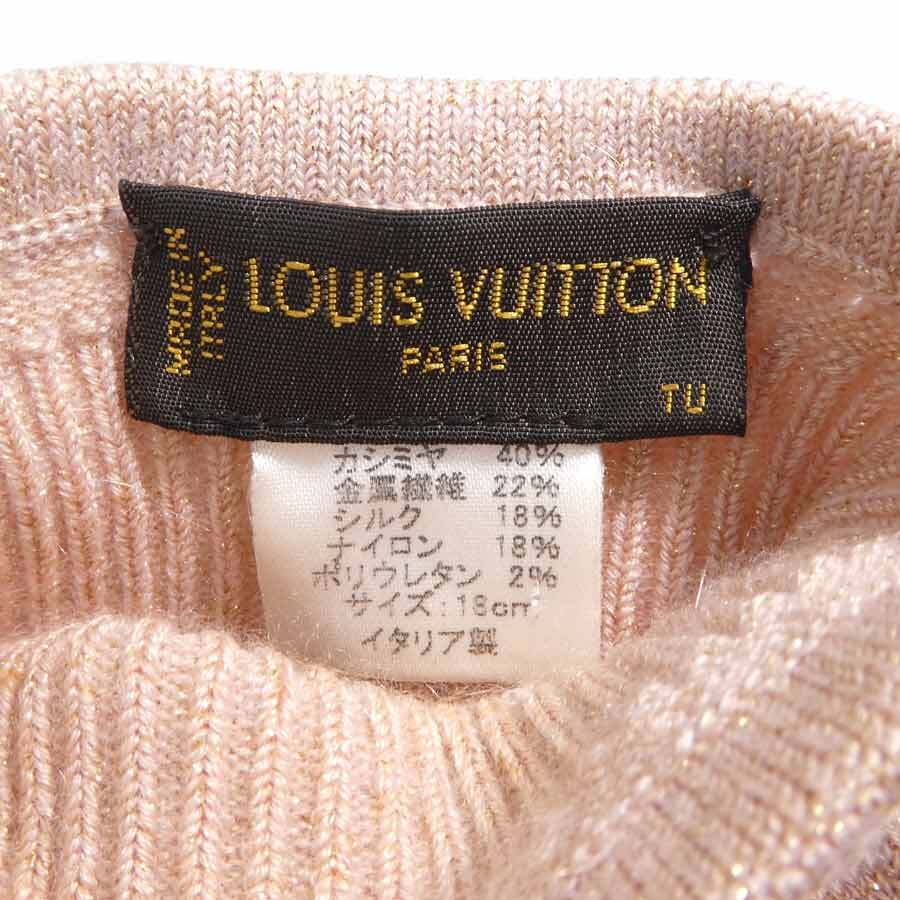 MADE IN
ITALY
LOUIS VUITTON
PARIS
TU
カシミヤ 40%
金属繊維 22%
シルク 18%
ナイロン 18%
ポリウレタン 2%
サイズ:18cm
イタリア製